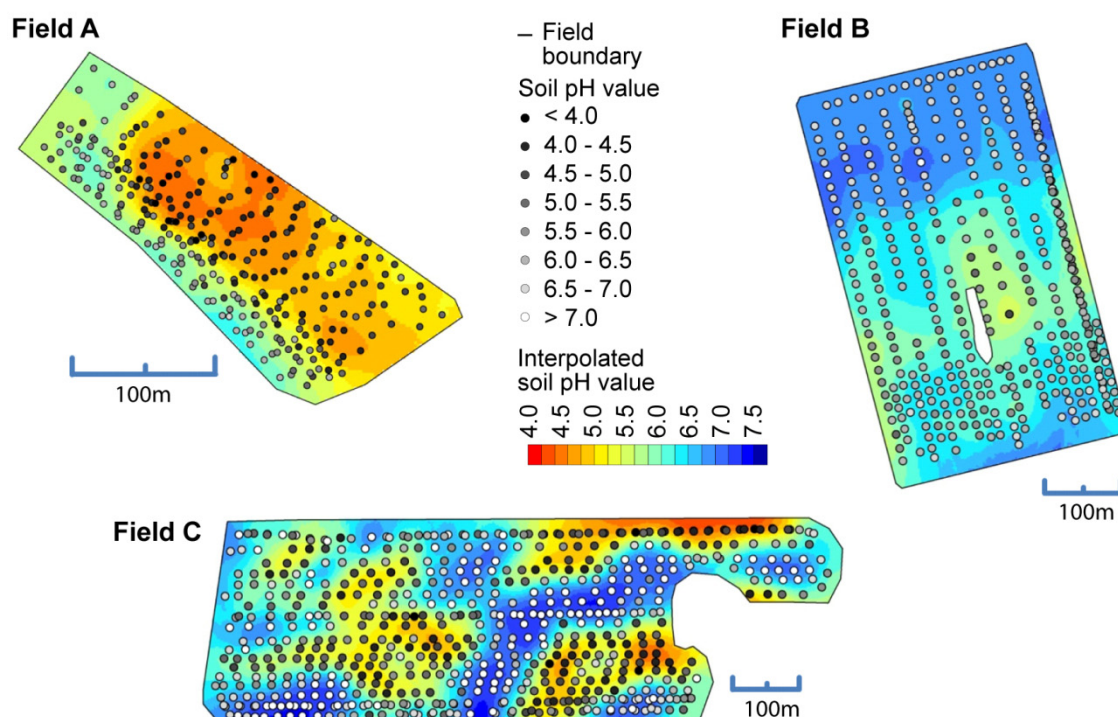 Field A
100m
– Field
boundary
Soil pH value
< 4.0
4.0 - 4.5
4.5 - 5.0
5.0 - 5.5
5.5 - 6.0
6.0 - 6.5
6.5 - 7.0
> 7.0
Interpolated
soil pH value
4.0
4.5
5.0
5.5
6.0
6.5
7.0
7.5
Field B
100m
Field C
100m